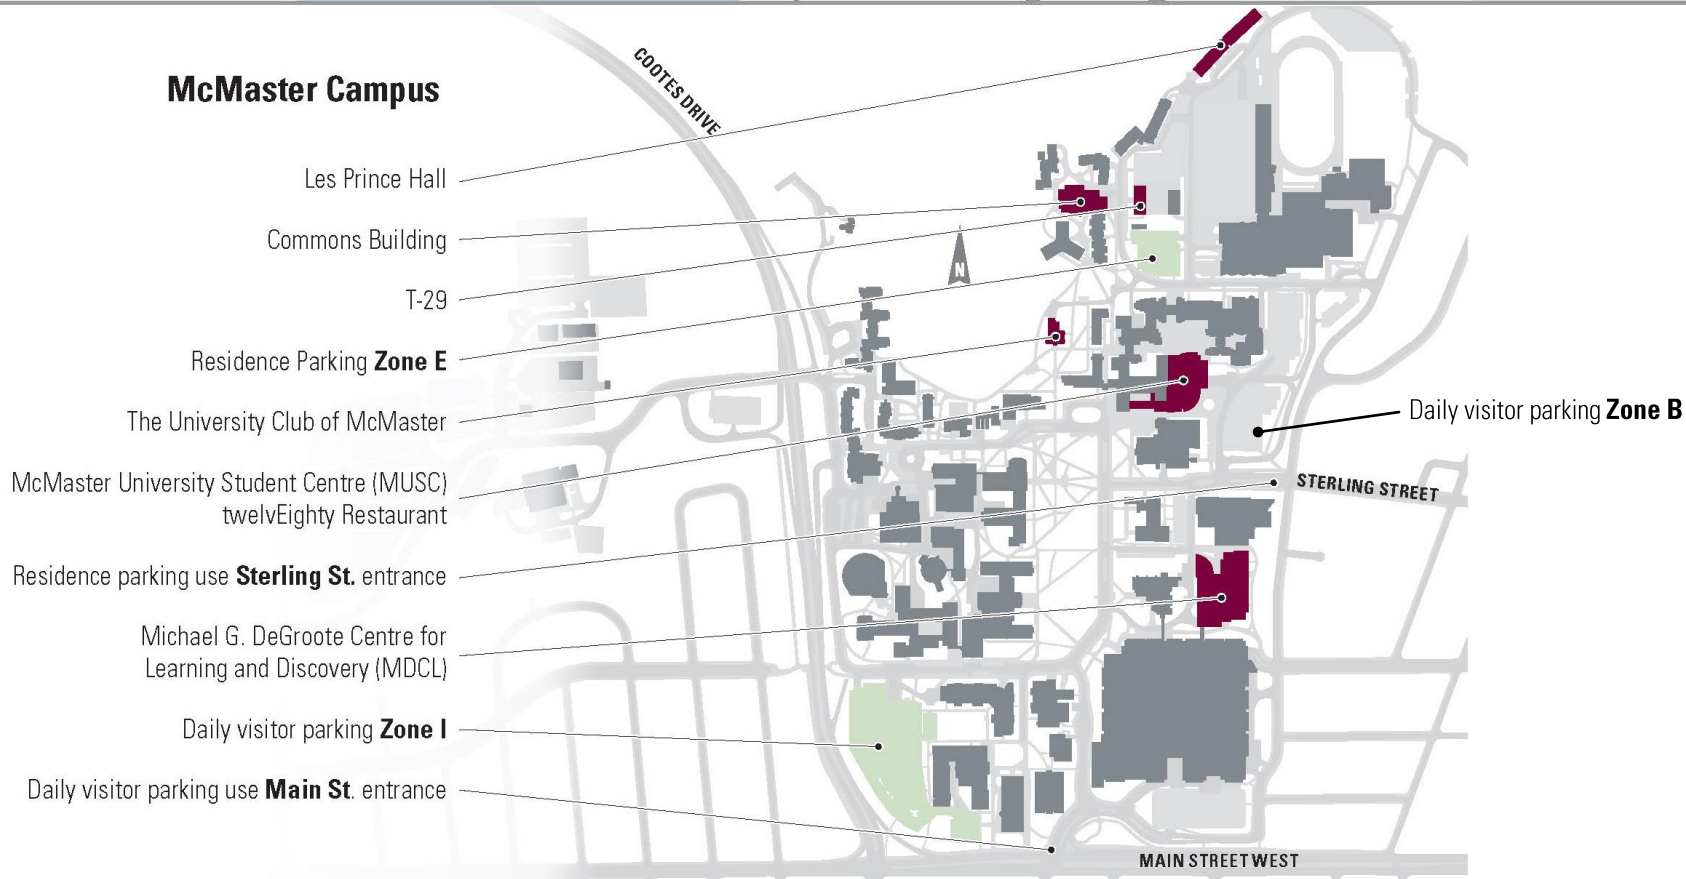 McMaster Campus
COOTES DRIVE
Les Prince Hall
Commons Building
T-29
Residence Parking Zone E
The University Club of McMaster
McMaster University Student Centre (MUSC)
twelvEighty Restaurant
Residence parking use Sterling St. entrance
Michael G. DeGroote Centre for
Learning and Discovery (MDCL)
Daily visitor parking Zone I
Daily visitor parking use Main St. entrance
N
Daily visitor parking Zone B
STERLING STREET
MAIN STREET WEST